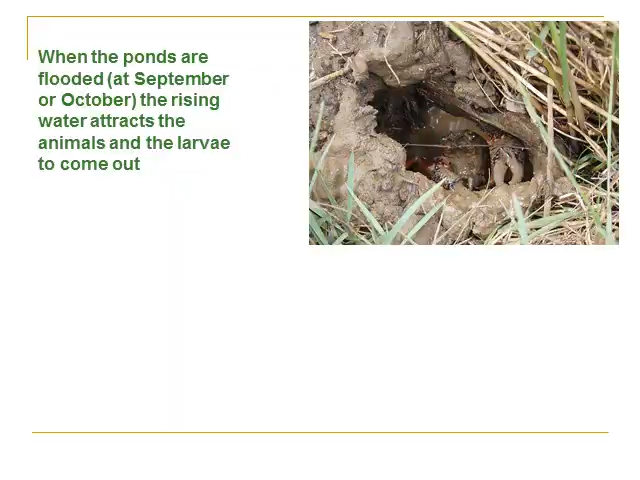 When the ponds are
flooded (at September
or October) the rising
water attracts the
animals and the larvae
to come out